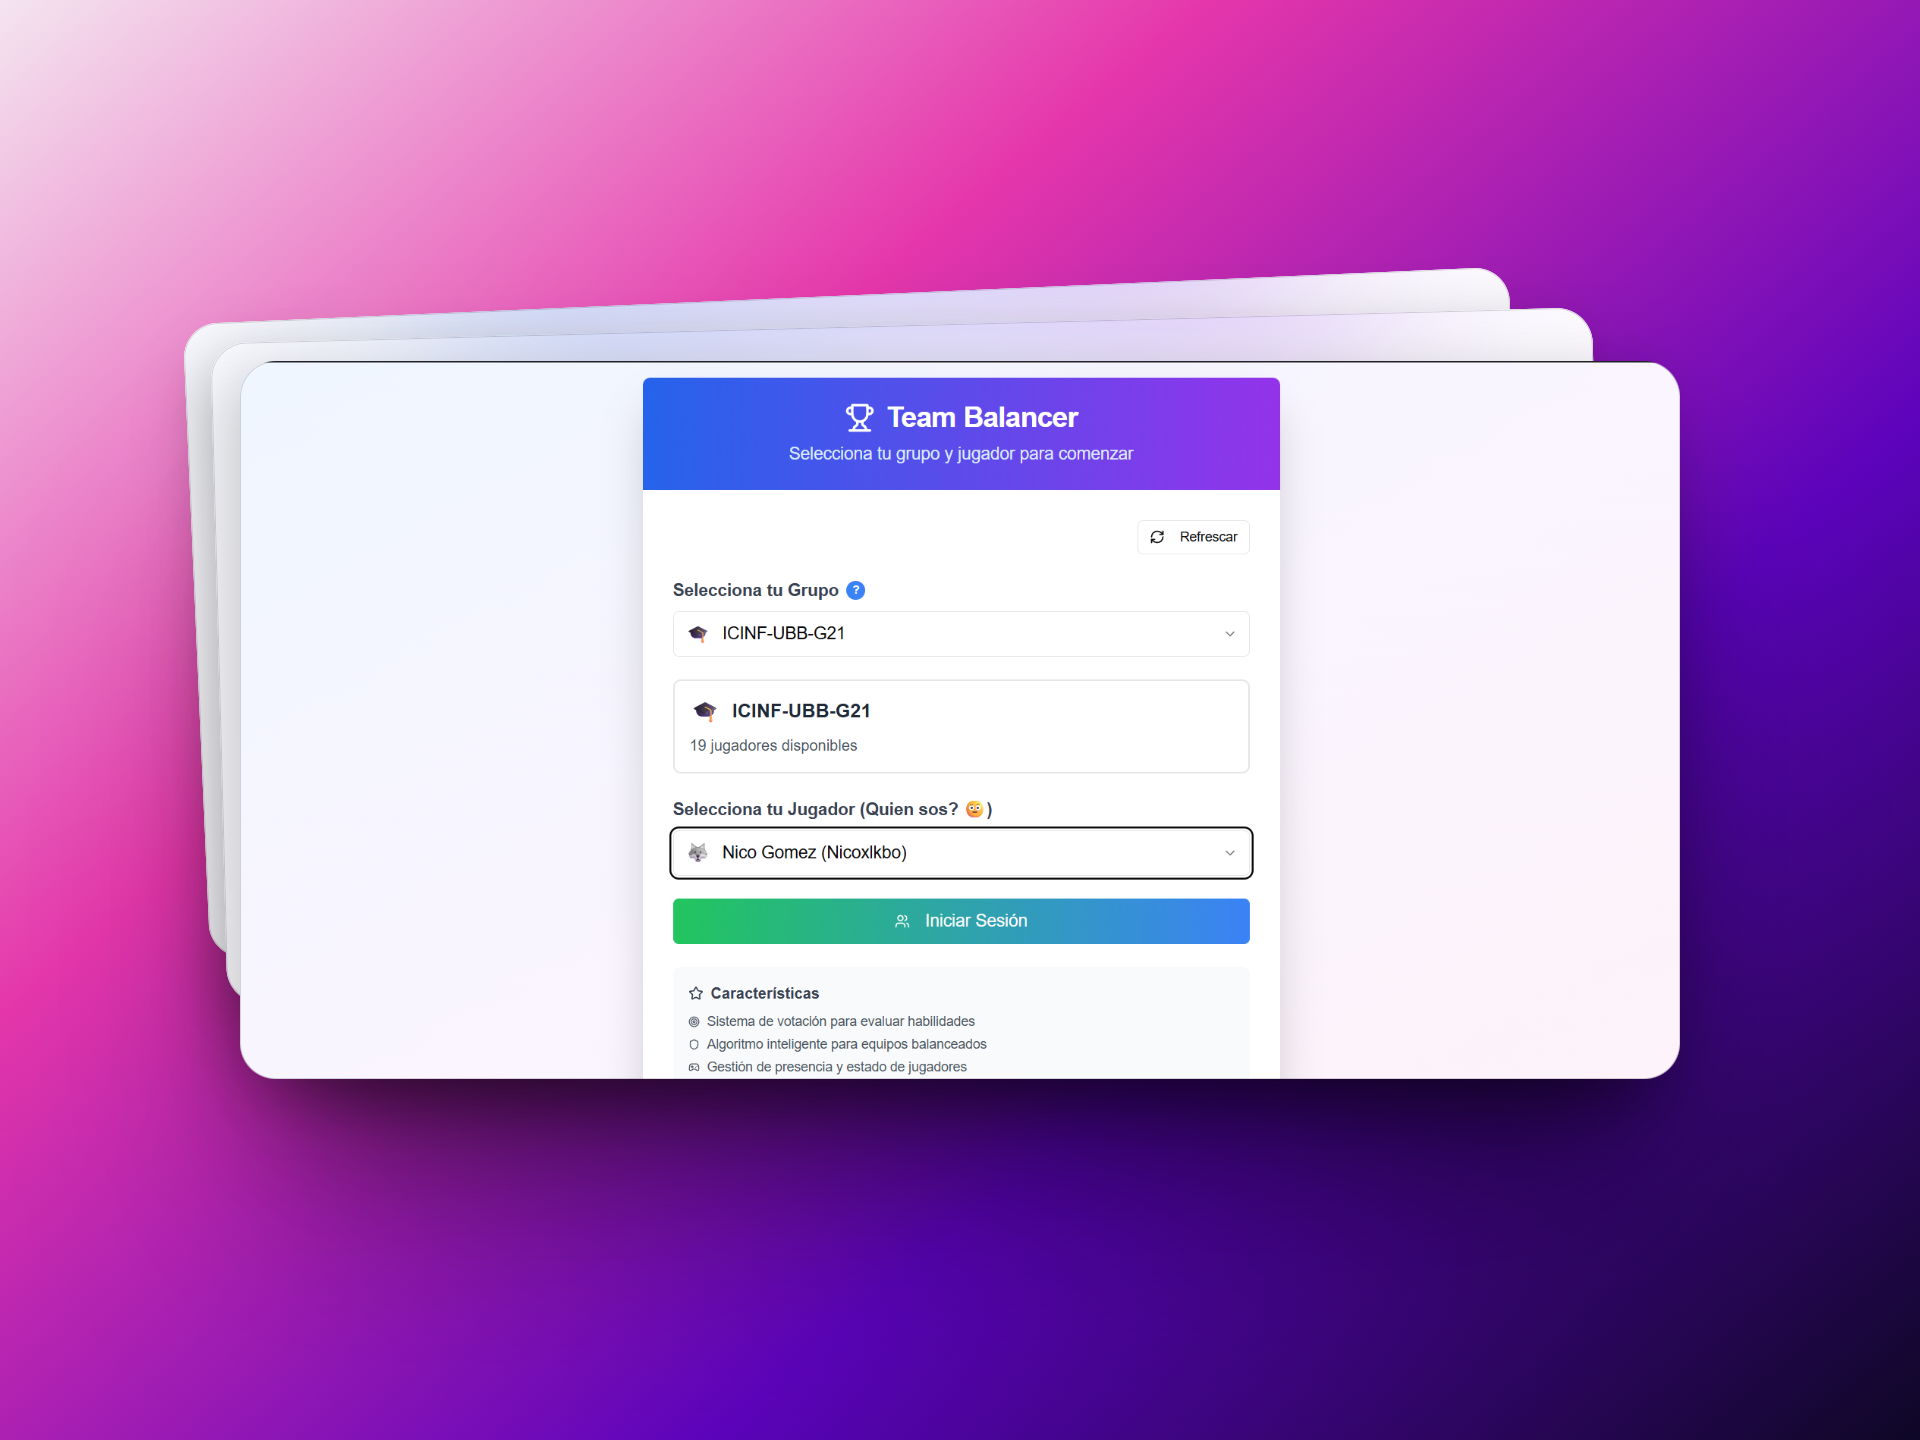 Team Balancer
Selecciona tu grupo y jugador para comenzar
Refrescar
Selecciona tu Grupo ?
ICINF-UBB-G21
ICINF-UBB-G21
19 jugadores disponibles
Selecciona tu Jugador (Quien sos? 🫨)
Nico Gomez (Nicoxlkbo)
Iniciar Sesión
Características
Sistema de votación para evaluar habilidades
Algoritmo inteligente para equipos balanceados
Gestión de presencia y estado de jugadores